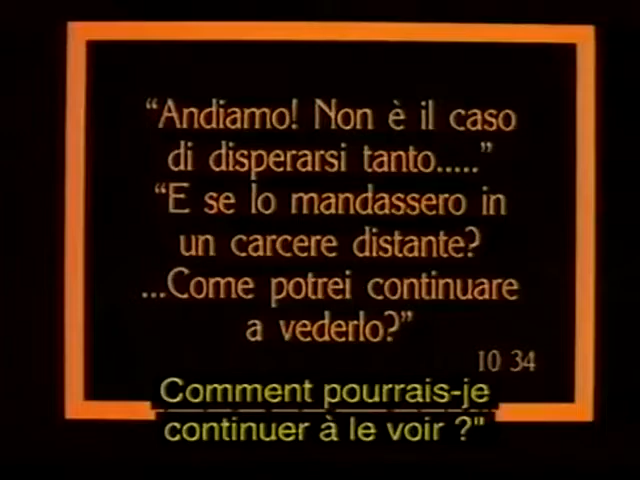 “Andiamo! Non è il caso
di disperarsi tanto.....”
“E se lo mandassero in
un carcere distante?
...Come potrei continuare
a vederlo?”
10 34
Comment pourrais-je
continuer à le voir ?"